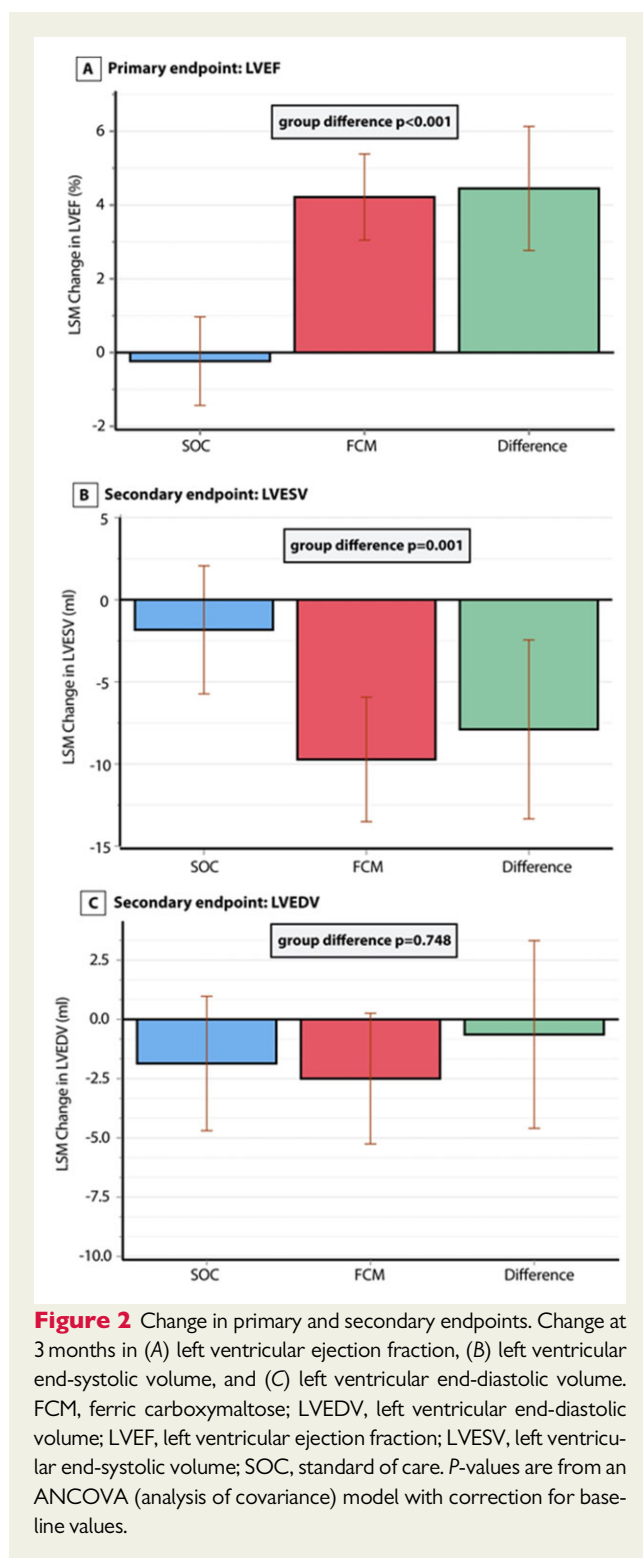 A Primary endpoint: LVEF
group difference p<0.001
LSM Change in LVEF (%)
6
4
2
0
-2
SOC FCM Difference
B Secondary endpoint: LVESV
group difference p=0.001
LSM Change in LVESV (ml)
5
0
-5
-10
-15
SOC FCM Difference
C Secondary endpoint: LVEDV
group difference p=0.748
LSM Change in LVEDV (ml)
2.5
0.0
-2.5
-5.0
-7.5
-10.0
SOC FCM Difference
Figure 2 Change in primary and secondary endpoints. Change at
3 months in (A) left ventricular ejection fraction, (B) left ventricular
end-systolic volume, and (C) left ventricular end-diastolic volume.
FCM, ferric carboxymaltose; LVEDV, left ventricular end-diastolic
volume; LVEF, left ventricular ejection fraction; LVESV, left ventricu-
lar end-systolic volume; SOC, standard of care. P-values are from an
ANCOVA (analysis of covariance) model with correction for base-
line values.